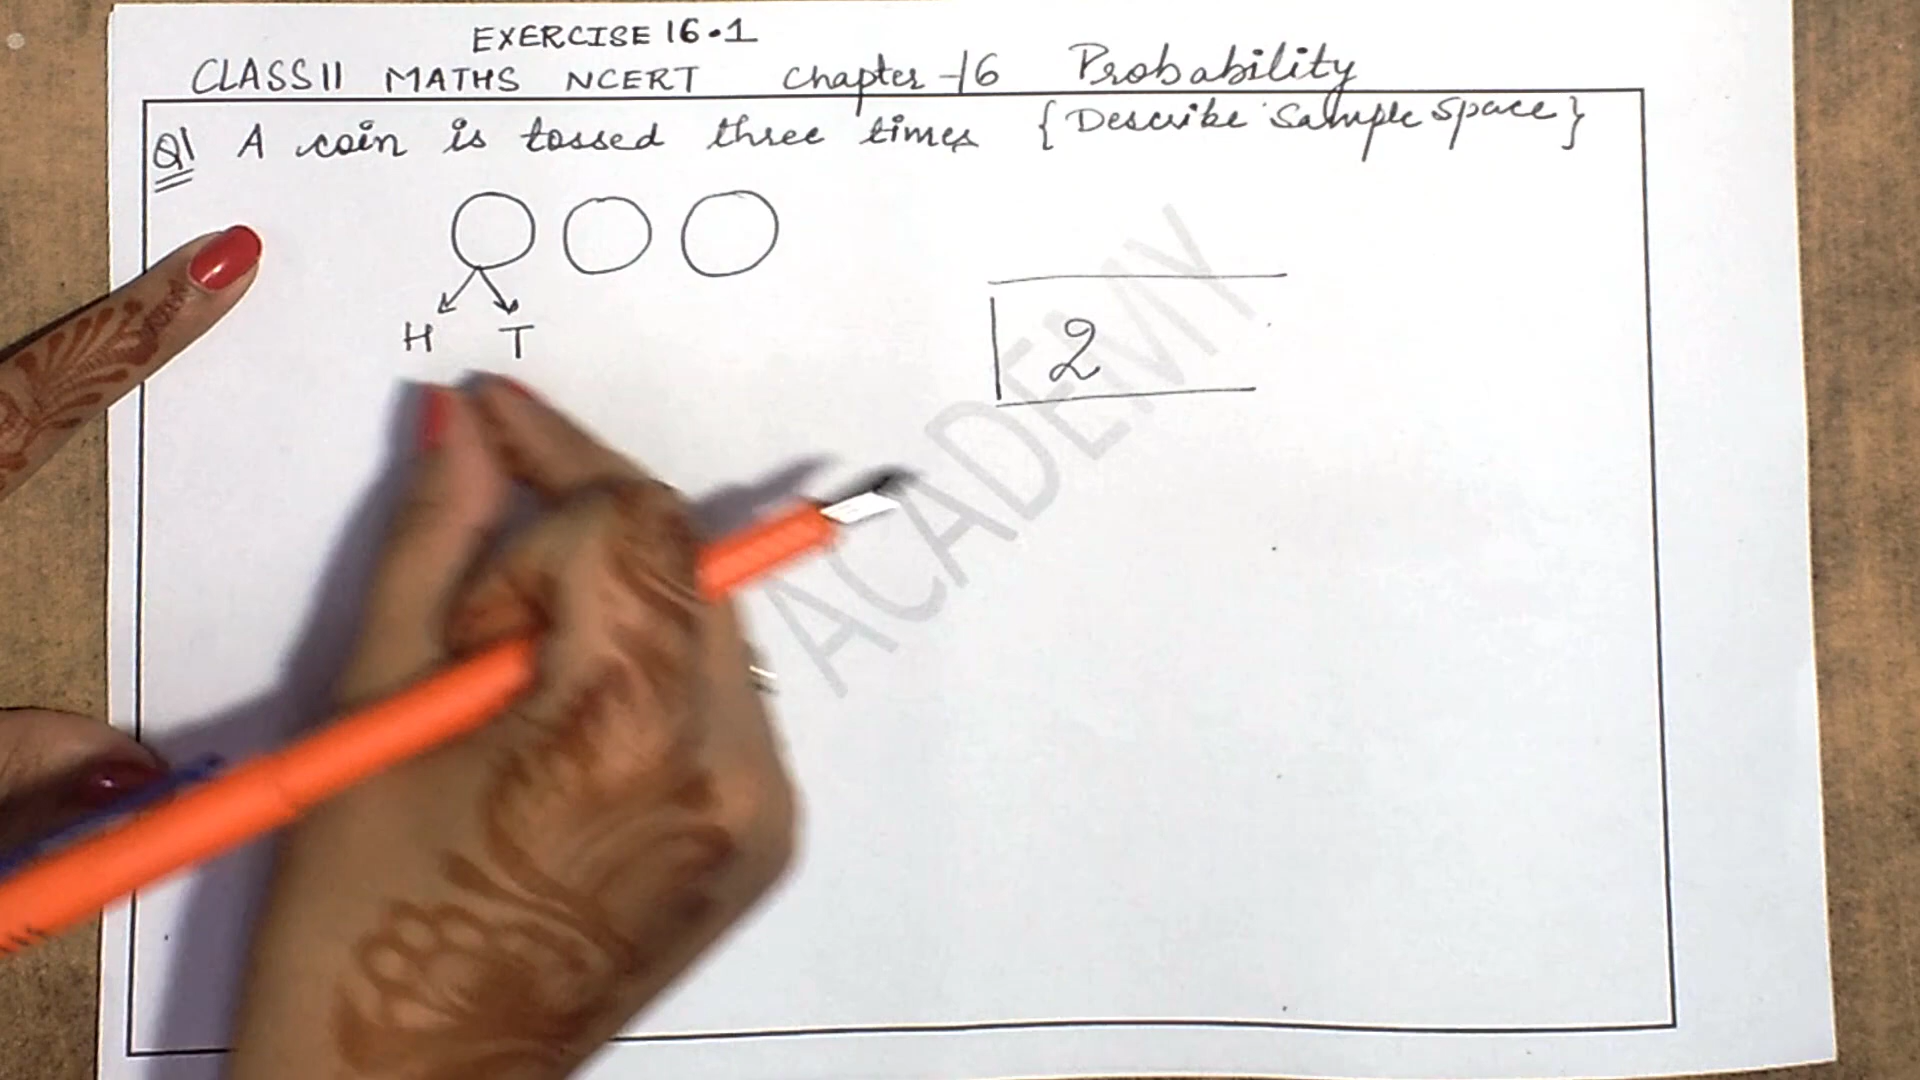 EXERCISE 16.1
CLASS 11 MATHS NCERT Chapter-16 Probability
Q1 A coin is tossed three times {Describe Sample Space}
H T
2
ACADEMY